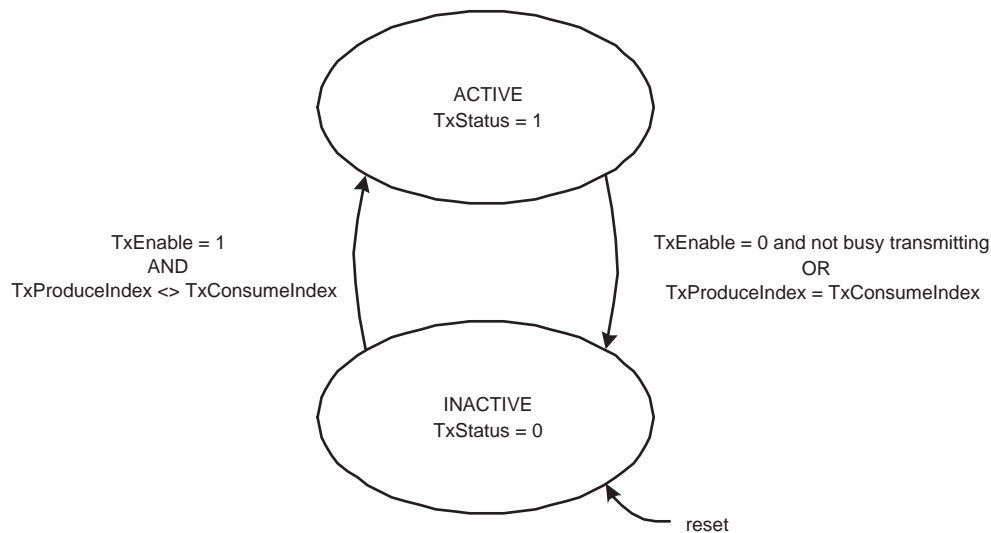 ACTIVE
TxStatus = 1
TxEnable = 1
AND
TxProduceIndex <> TxConsumeIndex
TxEnable = 0 and not busy transmitting
OR
TxProduceIndex = TxConsumeIndex
INACTIVE
TxStatus = 0
reset